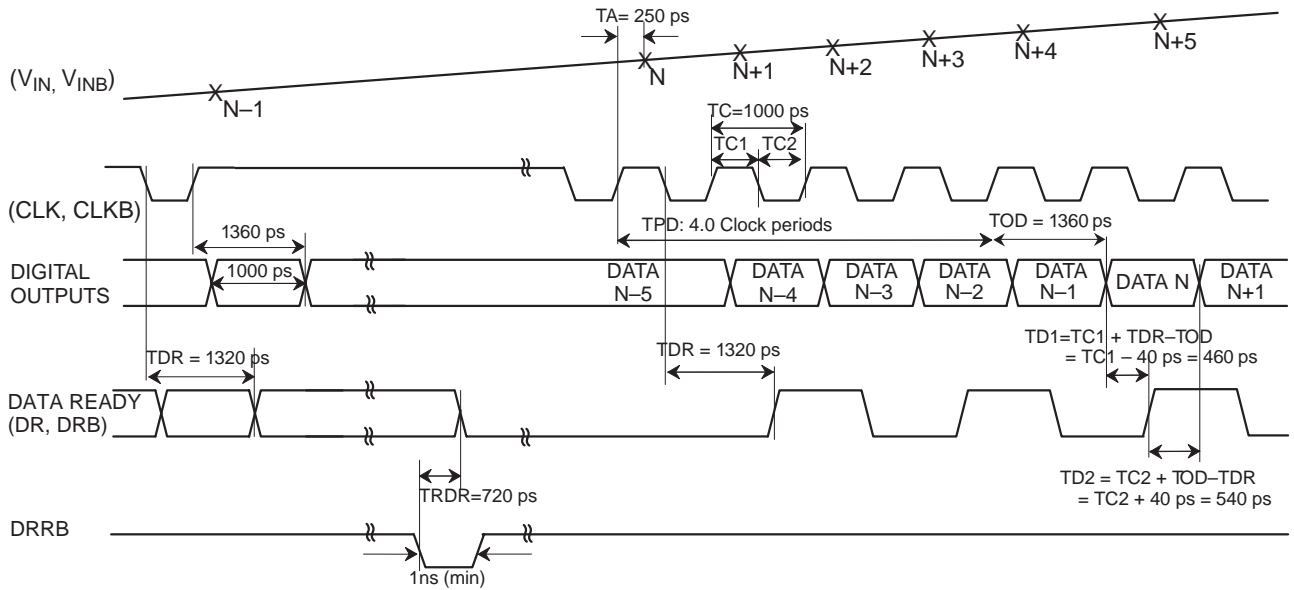 TA= 250 ps
(VIN, VINB)
N–1
N
N+1
N+2
N+3
N+4
N+5
TC=1000 ps
TC1 TC2
(CLK, CLKB)
1360 ps
TPD: 4.0 Clock periods
TOD = 1360 ps
DIGITAL
OUTPUTS
1000 ps
DATA
N–5
DATA
N–4
DATA
N–3
DATA
N–2
DATA
N–1
DATA N
DATA
N+1
TDR = 1320 ps
TDR = 1320 ps
TD1=TC1 + TDR–TOD
= TC1 – 40 ps = 460 ps
DATA READY
(DR, DRB)
TRDR=720 ps
TD2 = TC2 + TOD–TDR
= TC2 + 40 ps = 540 ps
DRRB
1ns (min)